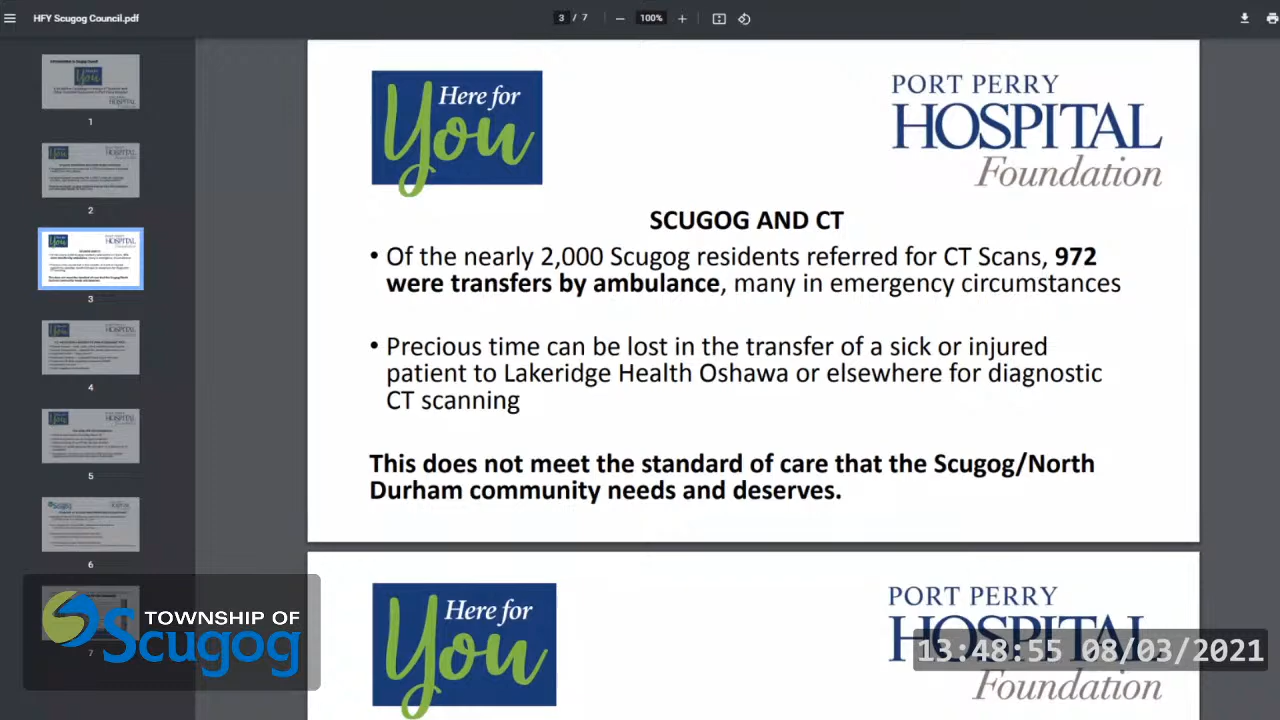 HFY Scugog Council.pdf
3 / 7
100%
1
2
3
4
5
6
7
Here for
You
PORT PERRY
HOSPITAL
Foundation
SCUGOG AND CT
• Of the nearly 2,000 Scugog residents referred for CT Scans, 972
were transfers by ambulance, many in emergency circumstances
• Precious time can be lost in the transfer of a sick or injured
patient to Lakeridge Health Oshawa or elsewhere for diagnostic
CT scanning
This does not meet the standard of care that the Scugog/North
Durham community needs and deserves.
Here for
You
PORT PERRY
HOSPITAL
Foundation
TOWNSHIP OF
Scugog
13:48:55 08/03/2021